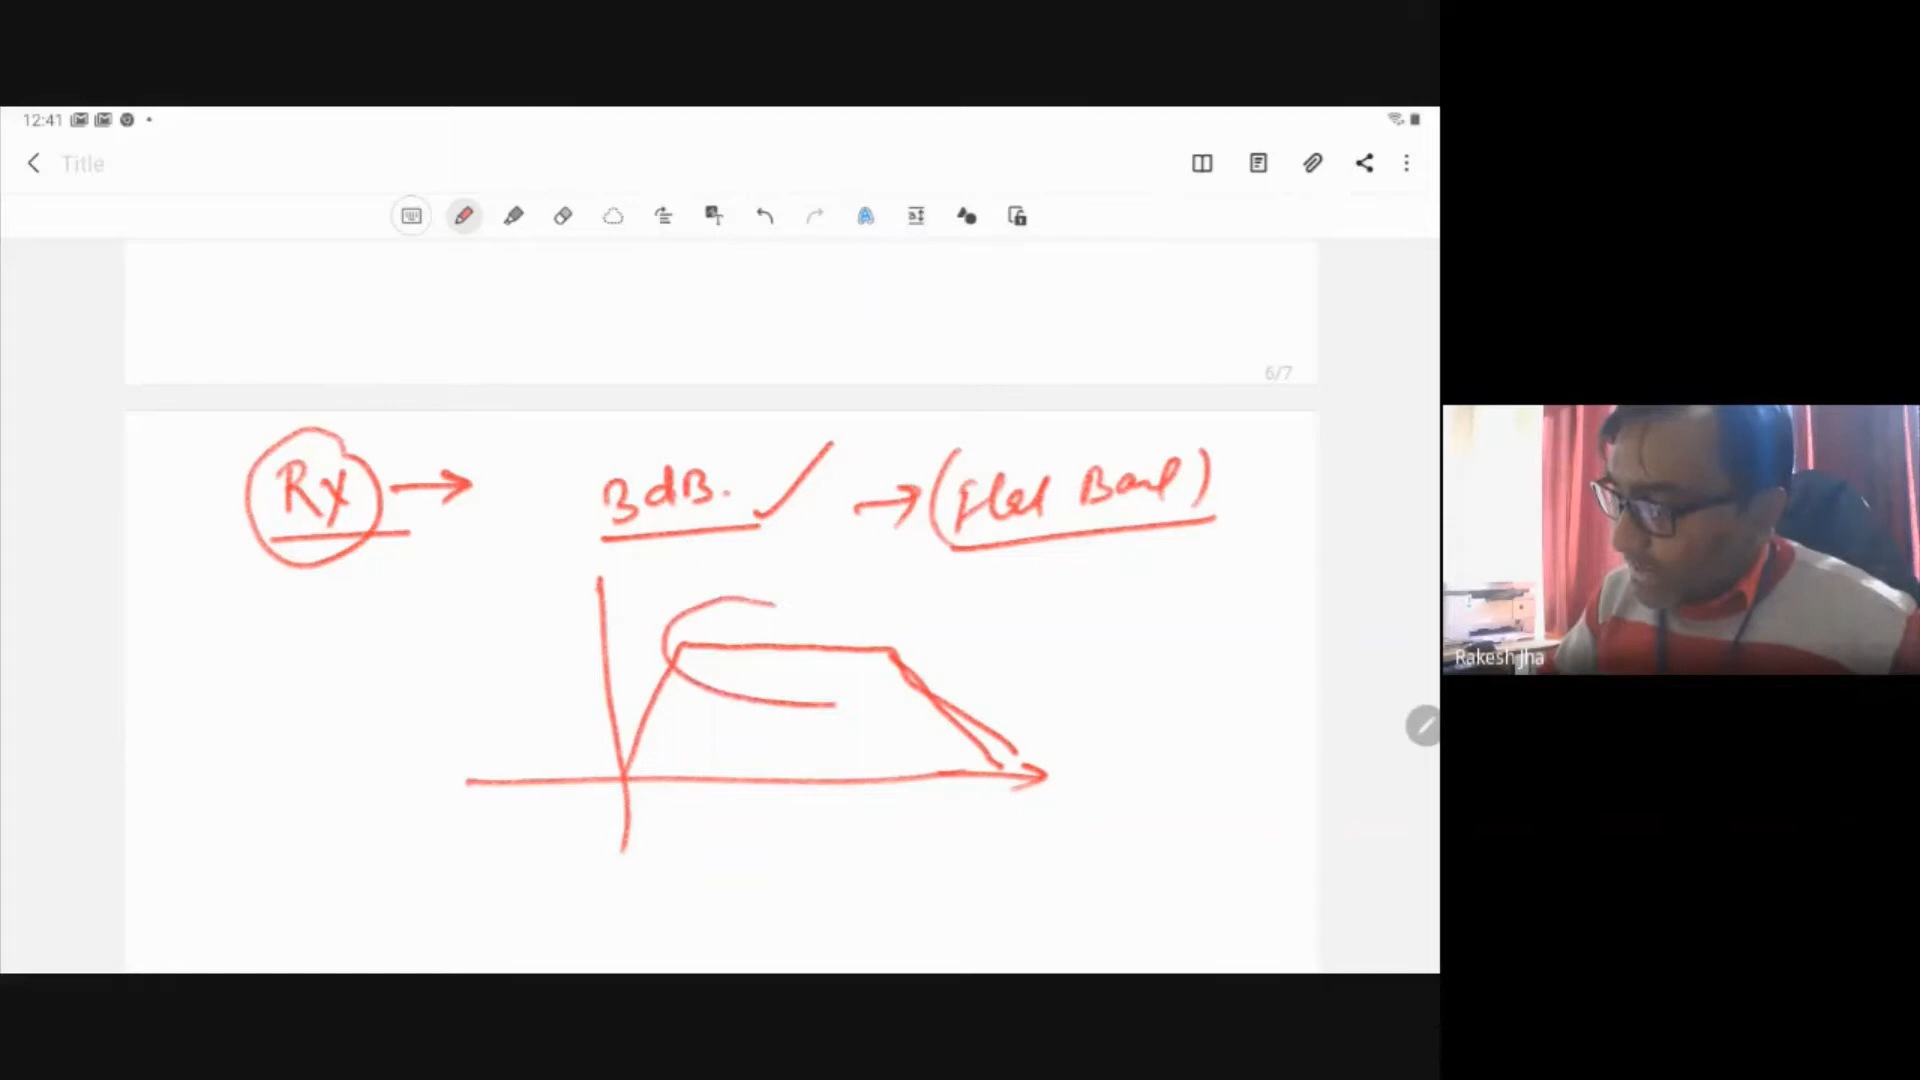 12:41
Title
6/7
Rx → 3dB. ✓ → (Flat Band)
Rakesh Jha